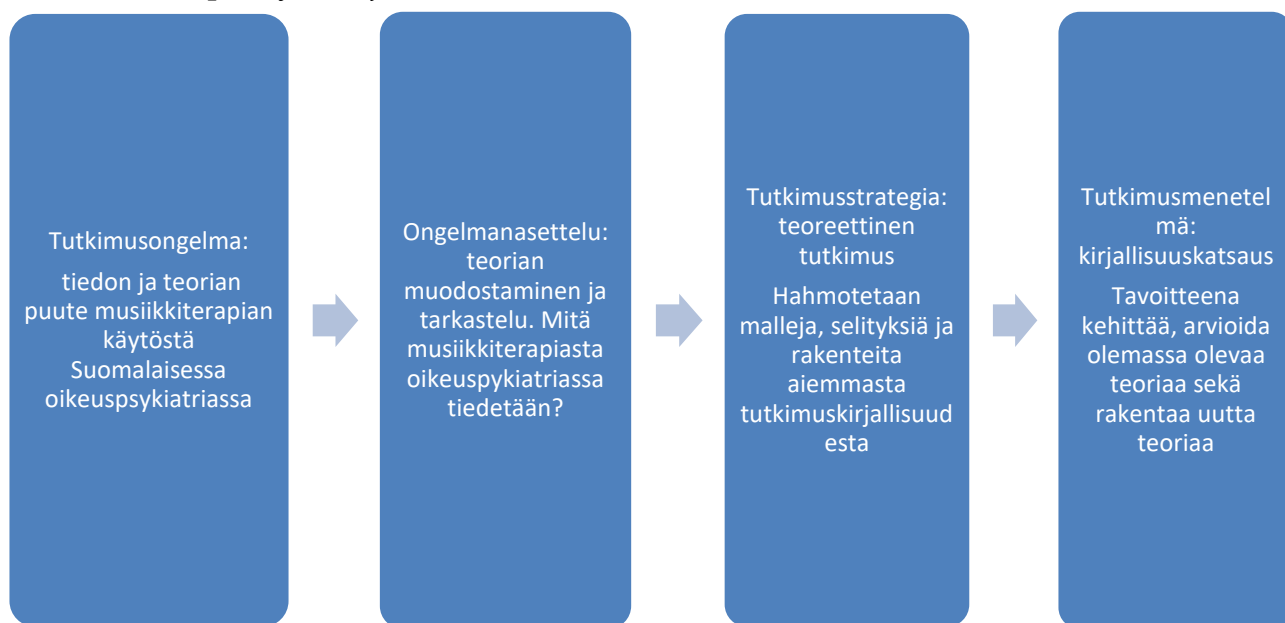 Tutkimusongelma:
tiedon ja teorian
puute musiikkiterapian
käytöstä
Suomalaisessa
oikeuspsykiatriassa
Ongelmanasettelu:
teorian
muodostaminen ja
tarkastelu. Mitä
musiikkiterapiasta
oikeuspykiatriassa
tiedetään?
Tutkimusstrategia:
teoreettinen
tutkimus
Hahmotetaan
malleja, selityksiä ja
rakenteita
aiemmasta
tutkimuskirjallisuud
esta
Tutkimusmenetel
mä:
kirjallisuuskatsaus
Tavoitteena
kehittää, arvioida
olemassa olevaa
teoriaa sekä
rakentaa uutta
teoriaa